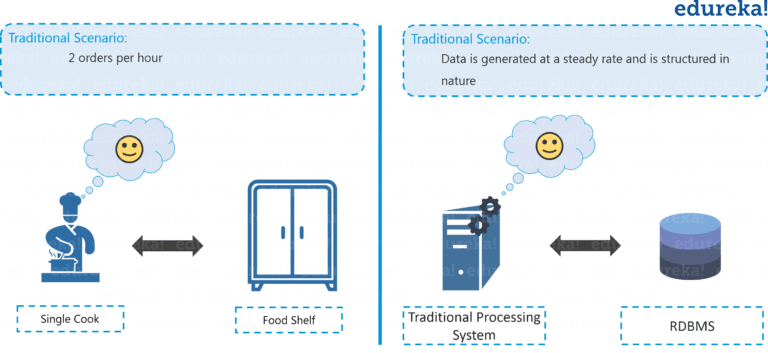 edureka!
Traditional Scenario:
2 orders per hour
Traditional Scenario:
Data is generated at a steady rate and is structured in
nature
Single Cook
Food Shelf
Traditional Processing
System
RDBMS